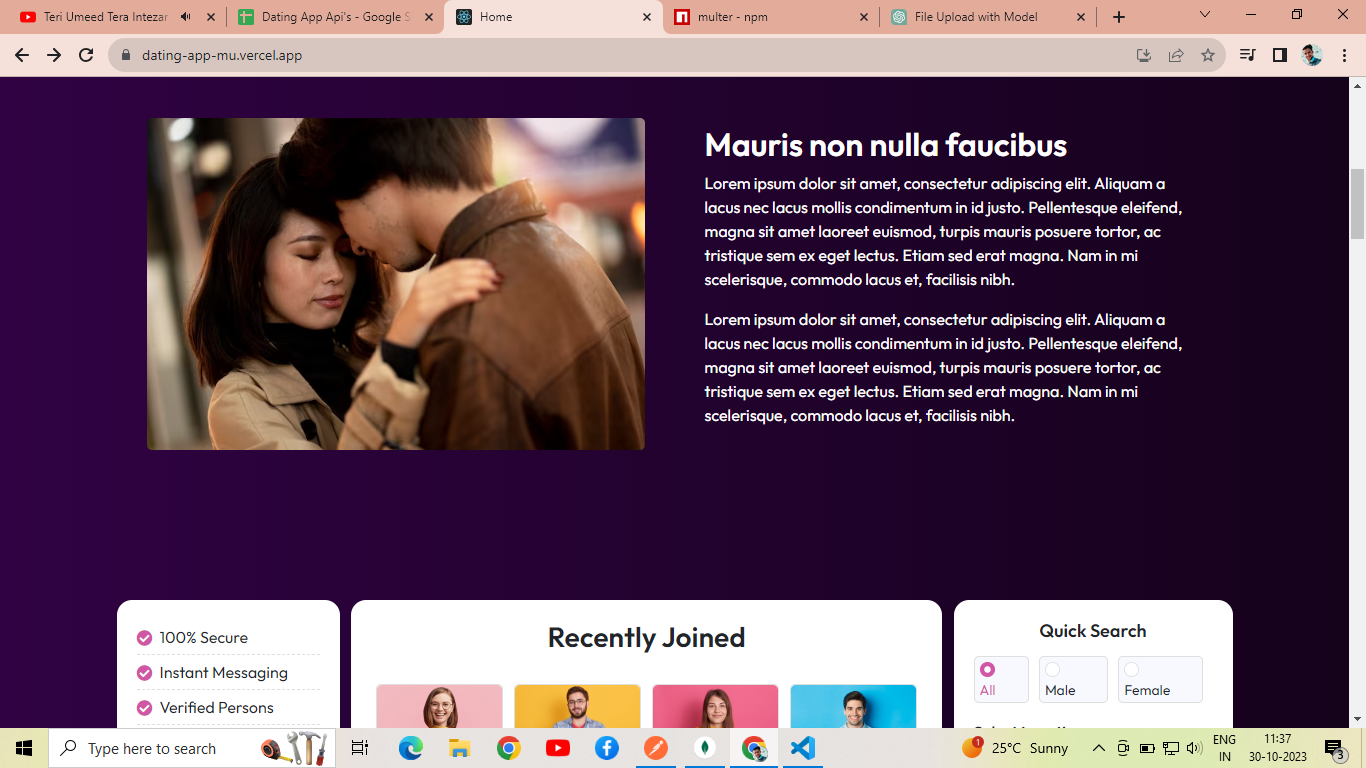 Teri Umeed Tera Intezar
Dating App Api's - Google S
Home
multer - npm
File Upload with Model
dating-app-mu.vercel.app
Mauris non nulla faucibus
Lorem ipsum dolor sit amet, consectetur adipiscing elit. Aliquam a
lacus nec lacus mollis condimentum in id justo. Pellentesque eleifend,
magna sit amet laoreet euismod, turpis mauris posuere tortor, ac
tristique sem ex eget lectus. Etiam sed erat magna. Nam in mi
scelerisque, commodo lacus et, facilisis nibh.
Lorem ipsum dolor sit amet, consectetur adipiscing elit. Aliquam a
lacus nec lacus mollis condimentum in id justo. Pellentesque eleifend,
magna sit amet laoreet euismod, turpis mauris posuere tortor, ac
tristique sem ex eget lectus. Etiam sed erat magna. Nam in mi
scelerisque, commodo lacus et, facilisis nibh.
100% Secure
Instant Messaging
Verified Persons
Recently Joined
Quick Search
All
Male
Female
Type here to search
1
25°C Sunny
ENG
IN
11:37
30-10-2023
3